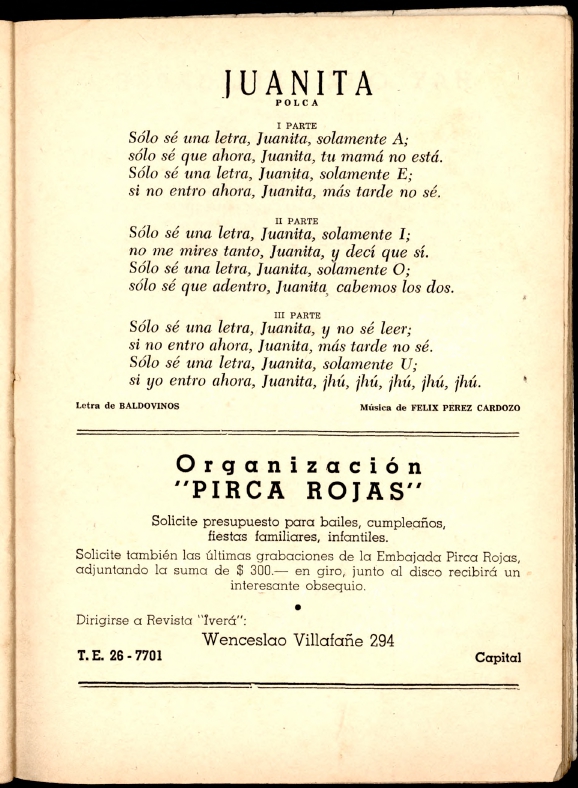 JUANITA
POLCA
I PARTE
Sólo sé una letra, Juanita, solamente A;
sólo sé que ahora, Juanita, tu mamá no está.
Sólo sé una letra, Juanita, solamente E;
si no entro ahora, Juanita, más tarde no sé.
II PARTE
Sólo sé una letra, Juanita, solamente I;
no me mires tanto, Juanita, y decí que sí.
Sólo sé una letra, Juanita, solamente O;
sólo sé que adentro, Juanita, cabemos los dos.
III PARTE
Sólo sé una letra, Juanita, y no sé leer;
si no entro ahora, Juanita, más tarde no sé.
Sólo sé una letra, Juanita, solamente U;
si yo entro ahora, Juanita, jhú, jhú, jhú, jhú, jhú.
Letra de BALDOVINOS Música de FELIX PEREZ CARDOZO
Organización
"PIRCA ROJAS"
Solicite presupuesto para bailes, cumpleaños,
fiestas familiares, infantiles.
Solicite también las últimas grabaciones de la Embajada Pirca Rojas,
adjuntando la suma de $ 300.— en giro, junto al disco recibirá un
interesante obsequio.
Dirigirse a Revista "Iverá":
Wenceslao Villafañe 294
T. E. 26 - 7701 Capital